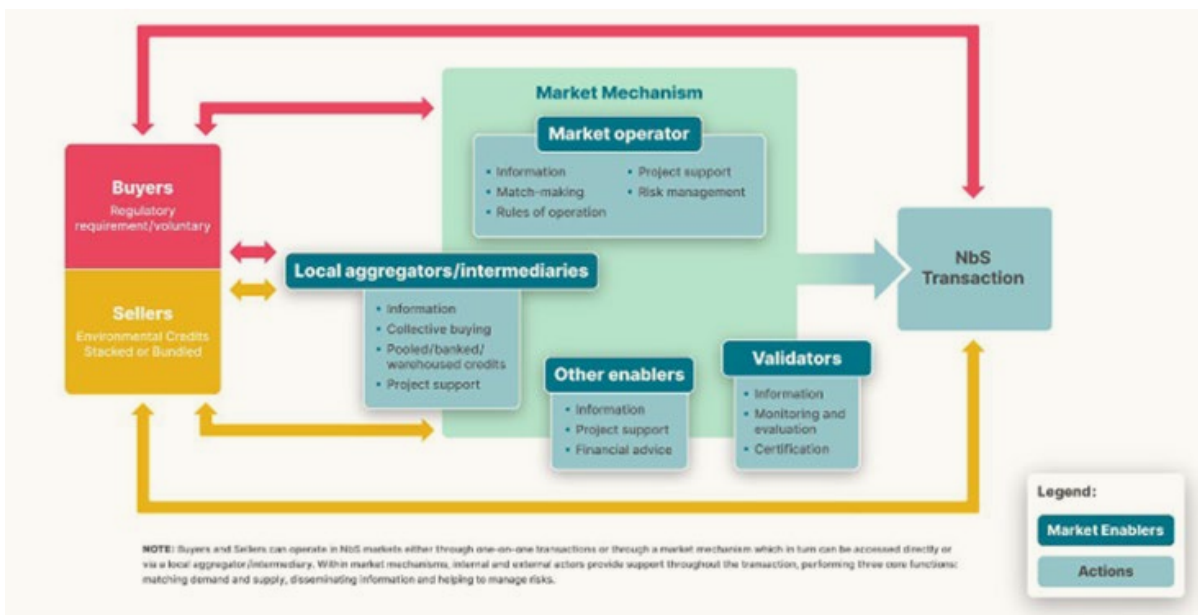 Market Mechanism
Market operator
• Information
• Match-making
• Rules of operation
• Project support
• Risk management
Buyers
Regulatory
requirement/voluntary
Sellers
Environmental Credits
Stacked or Bundled
Local aggregators/intermediaries
• Information
• Collective buying
• Pooled/banked/
warehoused credits
• Project support
Other enablers
• Information
• Project support
• Financial advice
Validators
• Information
• Monitoring and
evaluation
• Certification
NbS
Transaction
Legend:
Market Enablers
Actions
NOTE: Buyers and Sellers can operate in NbS markets either through one-on-one transactions or through a market mechanism which in turn can be accessed directly or
via a local aggregator/intermediary. Within market mechanisms, internal and external actors provide support throughout the transaction, performing three core functions:
matching demand and supply, disseminating information and helping to manage risks.